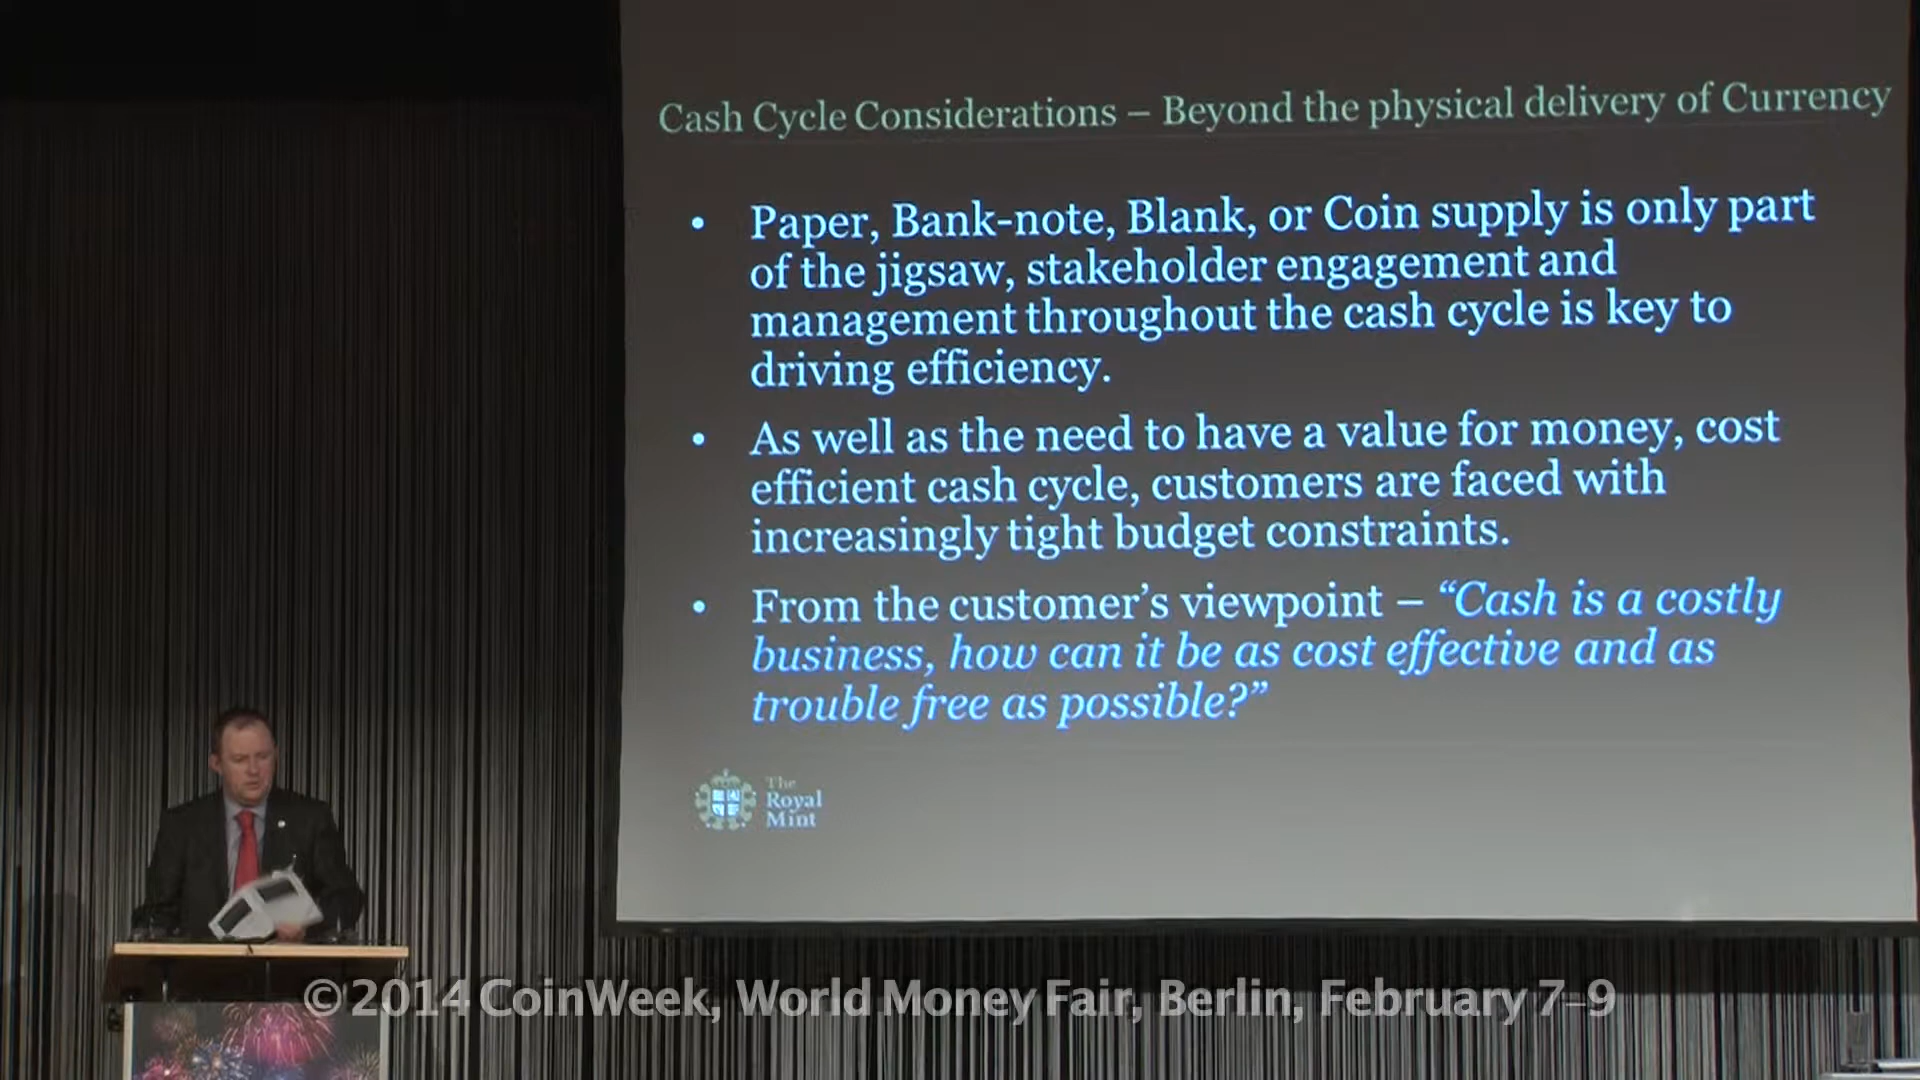 Cash Cycle Considerations – Beyond the physical delivery of Currency
• Paper, Bank-note, Blank, or Coin supply is only part
of the jigsaw, stakeholder engagement and
management throughout the cash cycle is key to
driving efficiency.
• As well as the need to have a value for money, cost
efficient cash cycle, customers are faced with
increasingly tight budget constraints.
• From the customer’s viewpoint – “Cash is a costly
business, how can it be as cost effective and as
trouble free as possible?”
The
Royal
Mint
©2014 CoinWeek, World Money Fair, Berlin, February 7–9